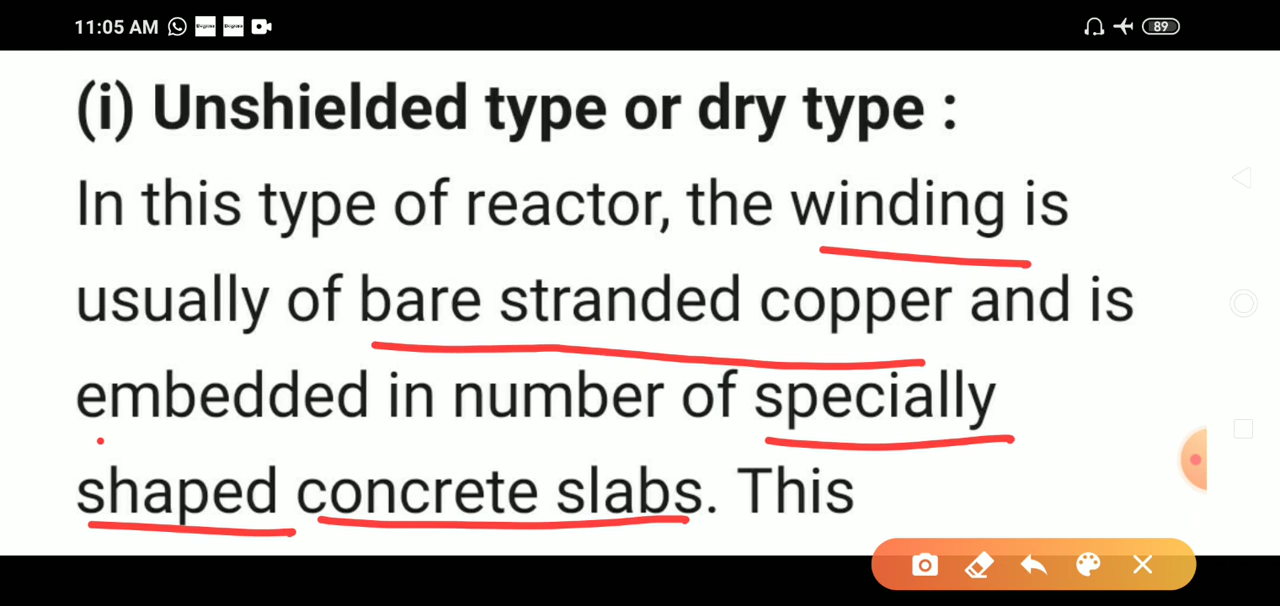 11:05 AM 89
(i) Unshielded type or dry type :
In this type of reactor, the winding is
usually of bare stranded copper and is
embedded in number of specially
shaped concrete slabs. This